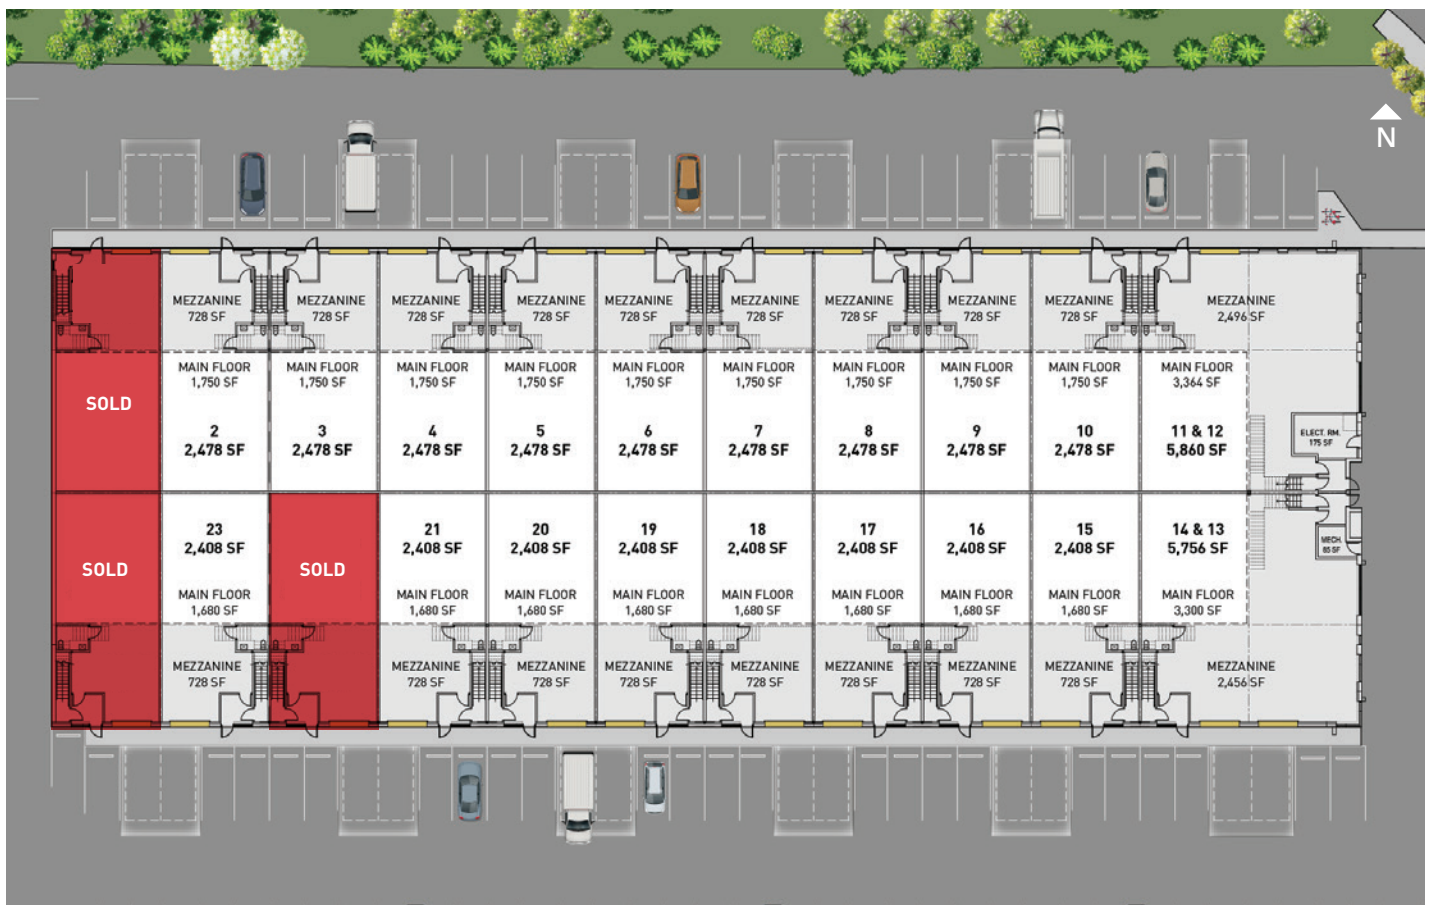 N
MEZZANINE
728 SF
MEZZANINE
728 SF
MEZZANINE
728 SF
MEZZANINE
728 SF
MEZZANINE
728 SF
MEZZANINE
728 SF
MEZZANINE
728 SF
MEZZANINE
728 SF
MEZZANINE
728 SF
MEZZANINE
2,496 SF
SOLD
MAIN FLOOR
1,750 SF
2
2,478 SF
MAIN FLOOR
1,750 SF
3
2,478 SF
MAIN FLOOR
1,750 SF
4
2,478 SF
MAIN FLOOR
1,750 SF
5
2,478 SF
MAIN FLOOR
1,750 SF
6
2,478 SF
MAIN FLOOR
1,750 SF
7
2,478 SF
MAIN FLOOR
1,750 SF
8
2,478 SF
MAIN FLOOR
1,750 SF
9
2,478 SF
MAIN FLOOR
1,750 SF
10
2,478 SF
MAIN FLOOR
3,364 SF
11 & 12
5,860 SF
ELECT. RM.
175 SF
SOLD
23
2,408 SF
MAIN FLOOR
1,680 SF
SOLD
21
2,408 SF
MAIN FLOOR
1,680 SF
20
2,408 SF
MAIN FLOOR
1,680 SF
19
2,408 SF
MAIN FLOOR
1,680 SF
18
2,408 SF
MAIN FLOOR
1,680 SF
17
2,408 SF
MAIN FLOOR
1,680 SF
16
2,408 SF
MAIN FLOOR
1,680 SF
15
2,408 SF
MAIN FLOOR
1,680 SF
14 & 13
5,756 SF
MAIN FLOOR
3,300 SF
MECH.
65 SF
MEZZANINE
728 SF
MEZZANINE
728 SF
MEZZANINE
728 SF
MEZZANINE
728 SF
MEZZANINE
728 SF
MEZZANINE
728 SF
MEZZANINE
728 SF
MEZZANINE
728 SF
MEZZANINE
2,456 SF